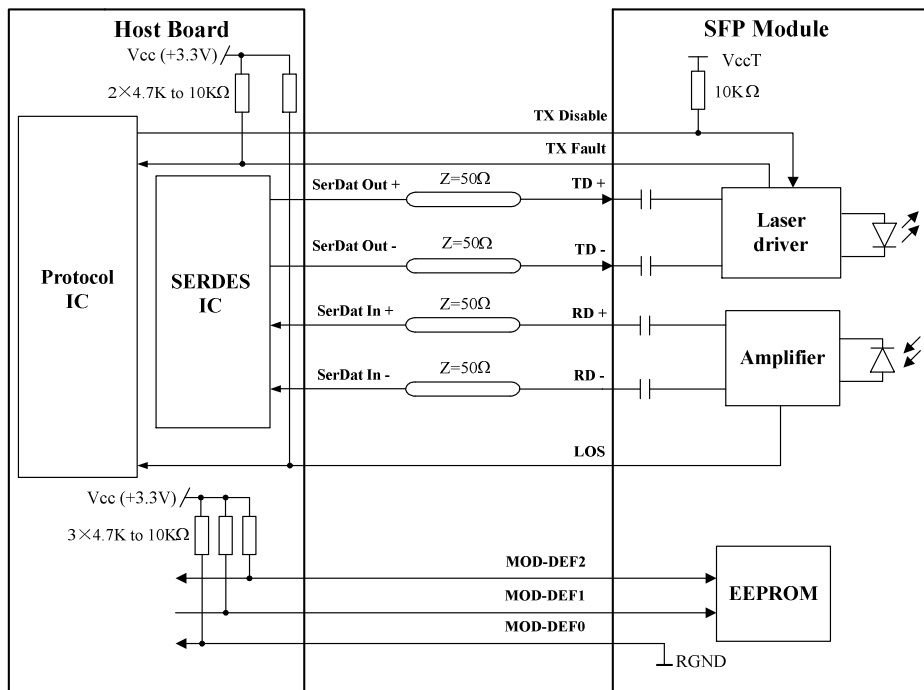 Host Board
SFP Module
Vcc (+3.3V)
VccT
2×4.7K to 10KΩ
10KΩ
TX Disable
TX Fault
SerDat Out +
Z=50Ω
TD +
Laser
driver
SerDat Out -
Z=50Ω
TD -
Protocol
IC
SERDES
IC
SerDat In +
Z=50Ω
RD +
Amplifier
SerDat In -
Z=50Ω
RD -
LOS
Vcc (+3.3V)
3×4.7K to 10KΩ
MOD-DEF2
EEPROM
MOD-DEF1
MOD-DEF0
RGND